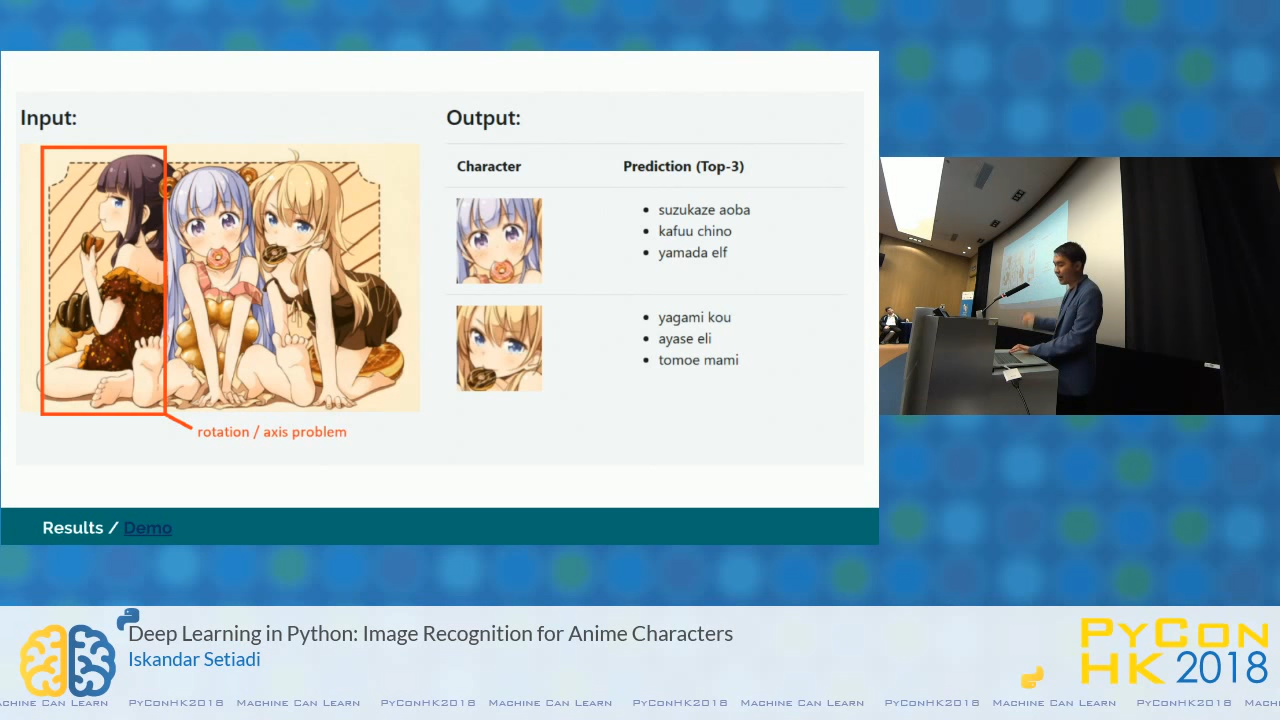 Input:
Output:
Character
Prediction (Top-3)
suzukaze aoba
kafuu chino
yamada elf
yagami kou
ayase eli
tomoe mami
rotation / axis problem
Results / Demo
Deep Learning in Python: Image Recognition for Anime Characters
Iskandar Setiadi
PyCon
HK 2018
achine Can Learn PyConHK2018 Machine Can Learn PyConHK2018 Machine Can Learn PyConHK2018 Machine Can Learn PyConHK2018 Machine Can Learn PyConHK2018 Mach